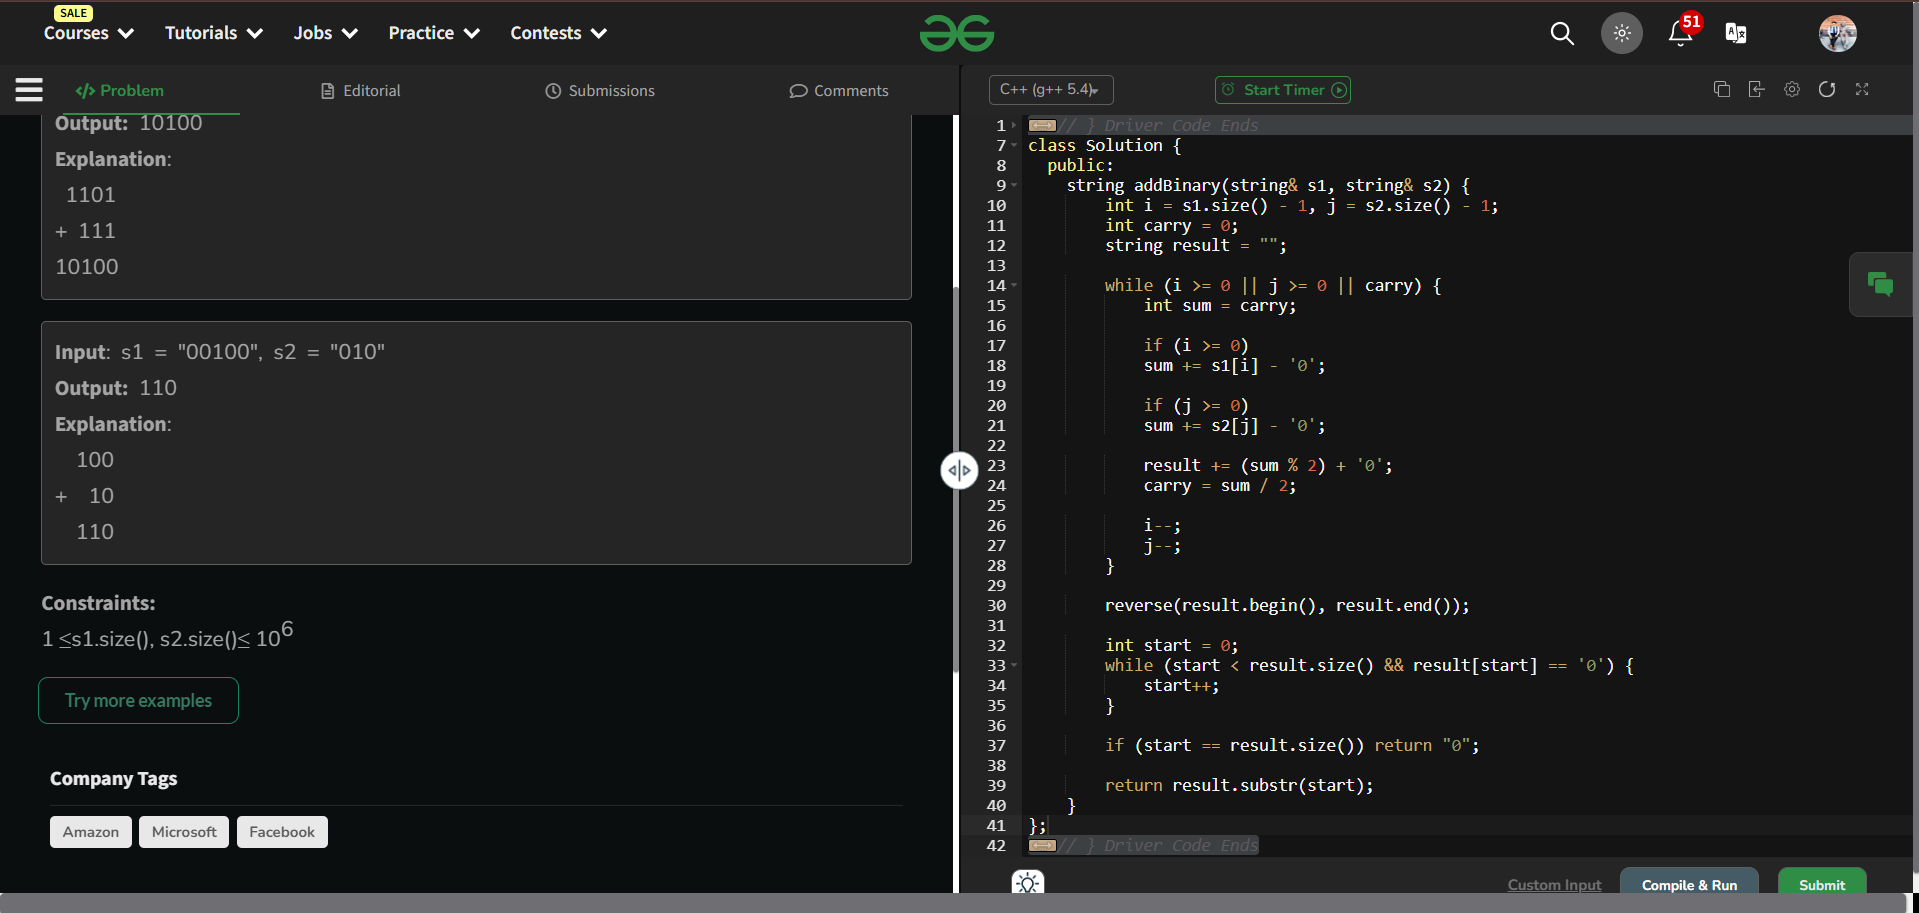 SALE
Courses Tutorials Jobs Practice Contests
51
Problem Editorial Submissions Comments
Output: 10100
Explanation:
1101
+ 111
10100
Input: s1 = "00100", s2 = "010"
Output: 110
Explanation:
100
+ 10
110
Constraints:
1 ≤s1.size(), s2.size()≤ 10^6
Try more examples
Company Tags
Amazon Microsoft Facebook
C++ (g++ 5.4) Start Timer
1 // } Driver Code Ends
7 class Solution {
8 public:
9 string addBinary(string& s1, string& s2) {
10 int i = s1.size() - 1, j = s2.size() - 1;
11 int carry = 0;
12 string result = "";
13
14 while (i >= 0 || j >= 0 || carry) {
15 int sum = carry;
16
17 if (i >= 0)
18 sum += s1[i] - '0';
19
20 if (j >= 0)
21 sum += s2[j] - '0';
22
23 result += (sum % 2) + '0';
24 carry = sum / 2;
25
26 i--;
27 j--;
28 }
29
30 reverse(result.begin(), result.end());
31
32 int start = 0;
33 while (start < result.size() && result[start] == '0') {
34 start++;
35 }
36
37 if (start == result.size()) return "0";
38
39 return result.substr(start);
40 }
41 };
42 // } Driver Code Ends
Custom Input Compile & Run Submit